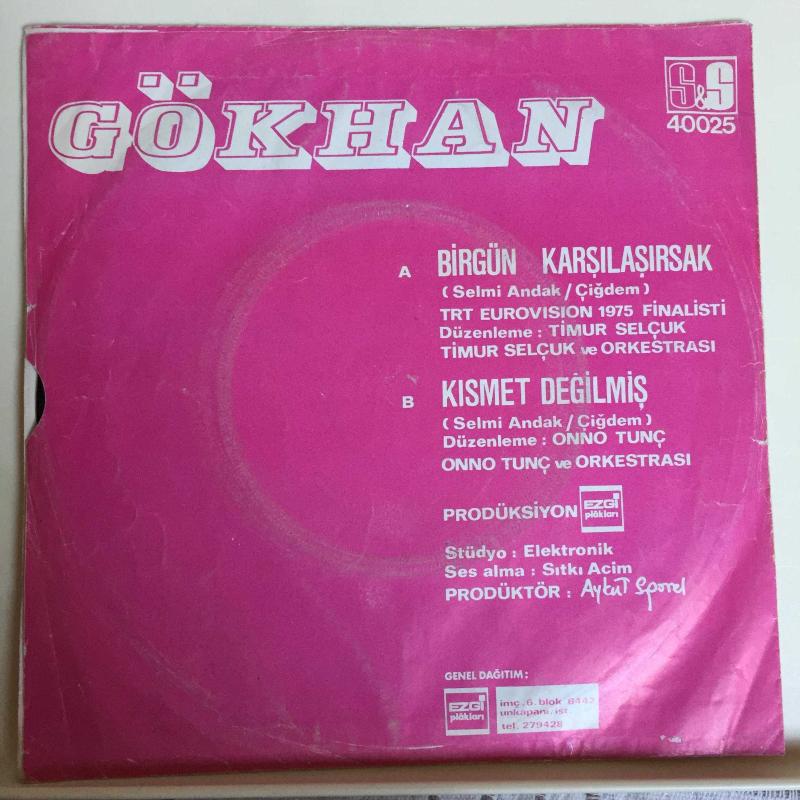 GÖKHAN
S&S
40025
A BİRGÜN KARŞILAŞIRSAK
( Selmi Andak / Çiğdem )
TRT EUROVISION 1975 FİNALİSTİ
Düzenleme : TİMUR SELÇUK
TİMUR SELÇUK ve ORKESTRASI
B KISMET DEĞİLMİŞ
( Selmi Andak / Çiğdem )
Düzenleme : ONNO TUNÇ
ONNO TUNÇ ve ORKESTRASI
PRODÜKSİYON EZGİ
plâkları
Stüdyo : Elektronik
Ses alma : Sıtkı Acim
PRODÜKTÖR : Aykut Sporel
GENEL DAĞITIM :
EZGİ
plâkları
imç.6.blok 6442
unkapanı.ist.
tel. 279428